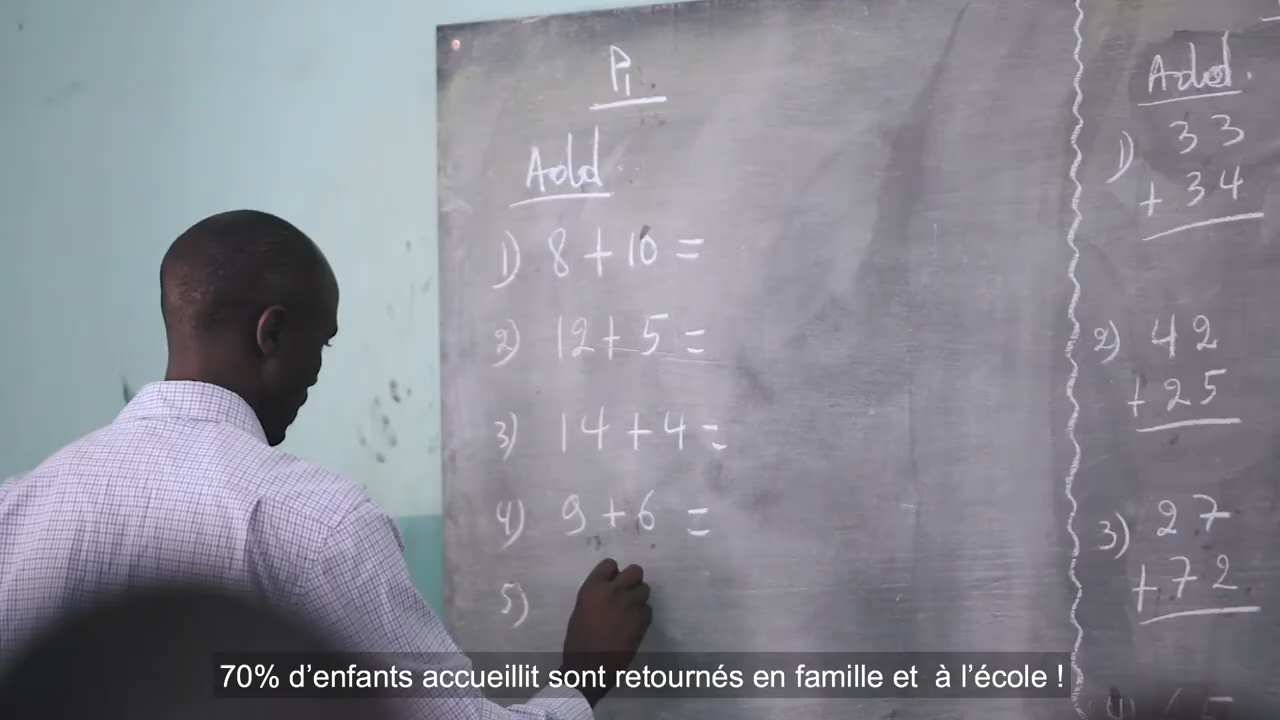 P1
Add.
1) 8 + 10 =
2) 12 + 5 =
3) 14 + 4 =
4) 9 + 6 =
5)
Add.
1) 33
+ 34
2) 42
+ 25
3) 27
+ 72
70% d’enfants accueillit sont retournés en famille et à l’école !